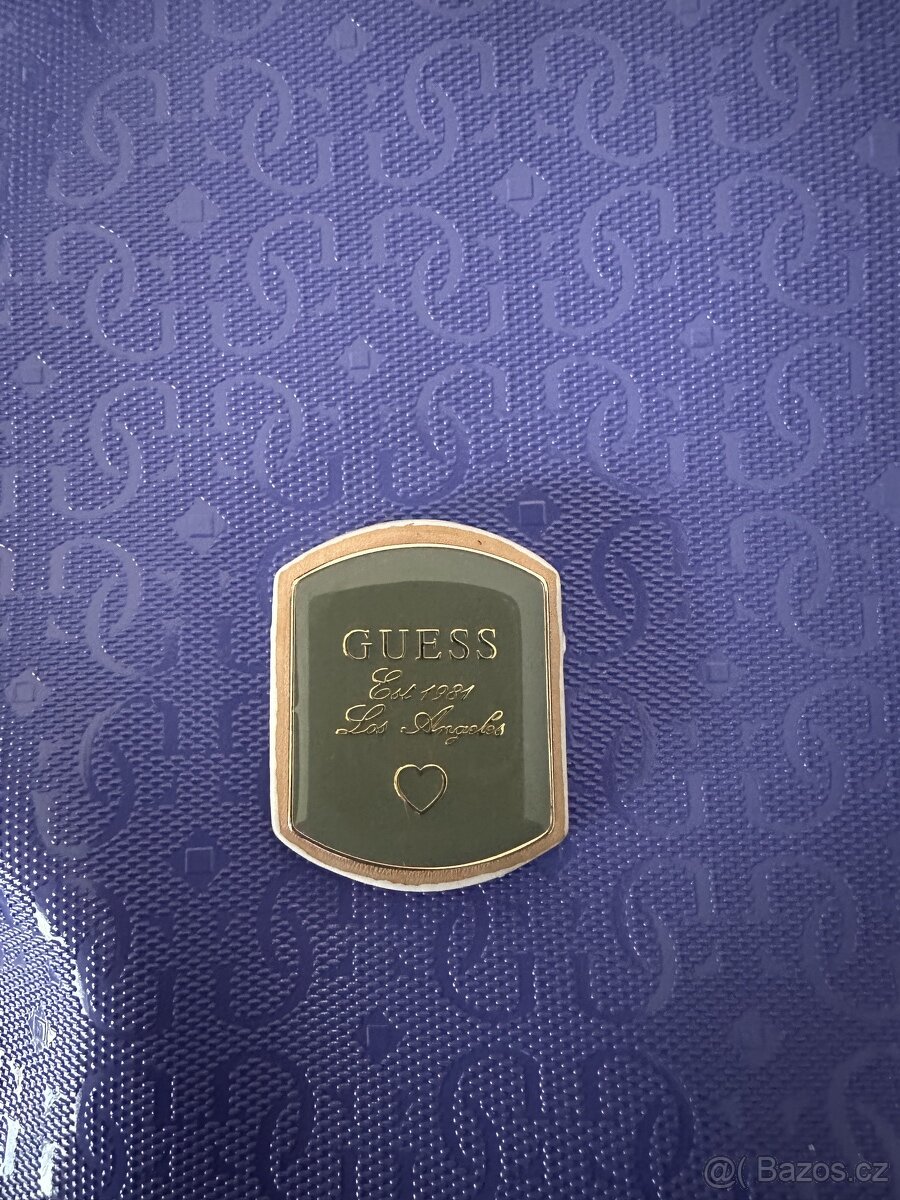 GUESS
Est 1981
Los Angeles
@( Bazos.cz